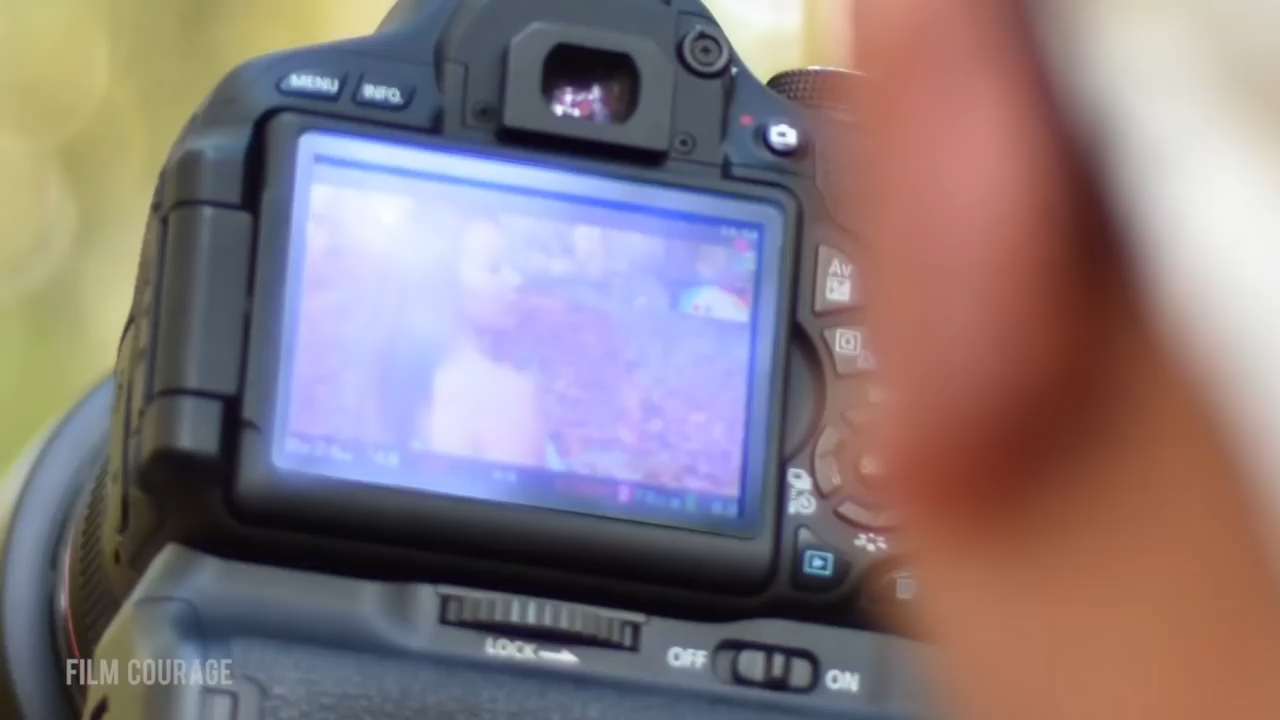 MENU
INFO.
Av
Q
LOCK
OFF
ON
FILM COURAGE